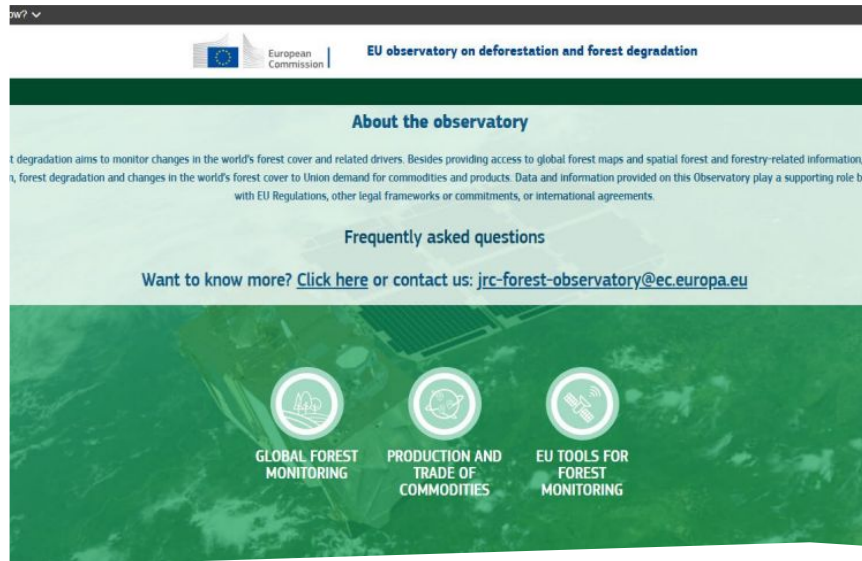 ow?
European
Commission
EU observatory on deforestation and forest degradation
About the observatory
t degradation aims to monitor changes in the world's forest cover and related drivers. Besides providing access to global forest maps and spatial forest and forestry-related information,
n, forest degradation and changes in the world's forest cover to Union demand for commodities and products. Data and information provided on this Observatory play a supporting role b
with EU Regulations, other legal frameworks or commitments, or international agreements.
Frequently asked questions
Want to know more? Click here or contact us: jrc-forest-observatory@ec.europa.eu
GLOBAL FOREST
MONITORING
PRODUCTION AND
TRADE OF
COMMODITIES
EU TOOLS FOR
FOREST
MONITORING